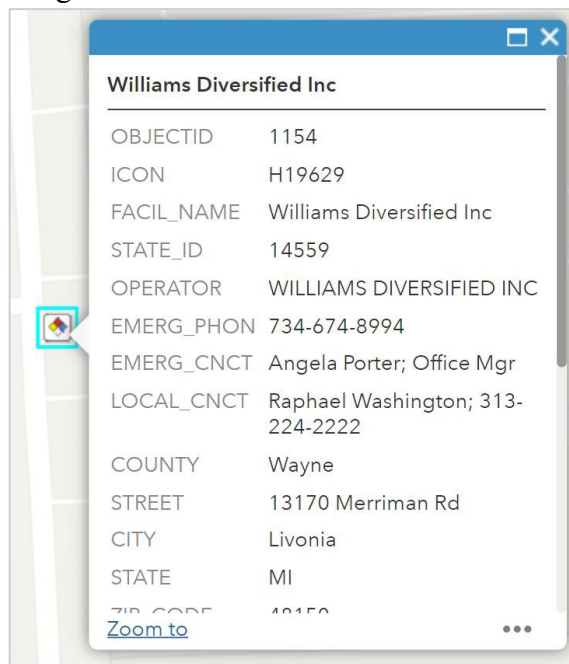 Williams Diversified Inc
OBJECTID 1154
ICON H19629
FACIL_NAME Williams Diversified Inc
STATE_ID 14559
OPERATOR WILLIAMS DIVERSIFIED INC
EMERG_PHON 734-674-8994
EMERG_CNCT Angela Porter; Office Mgr
LOCAL_CNCT Raphael Washington; 313-
224-2222
COUNTY Wayne
STREET 13170 Merriman Rd
CITY Livonia
STATE MI
ZIP_CODE 48150
Zoom to